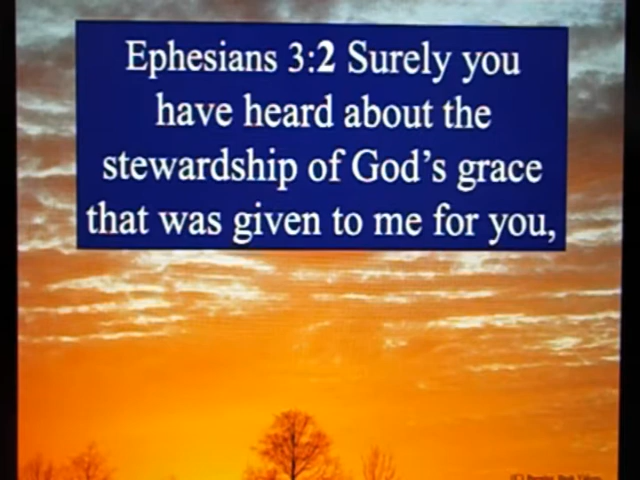 Ephesians 3:2 Surely you
have heard about the
stewardship of God's grace
that was given to me for you,